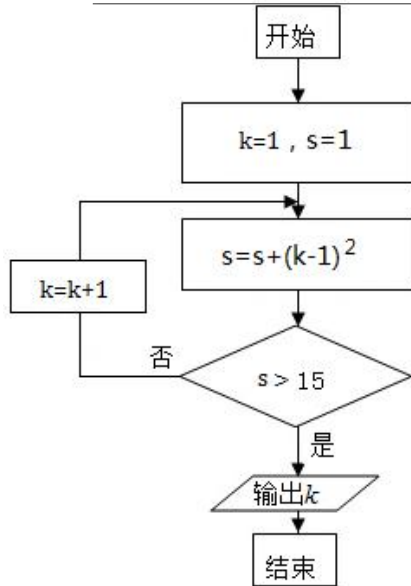 开始
k=1，s=1
s=s+(k-1)²
k=k+1
否
s > 15
是
输出k
结束